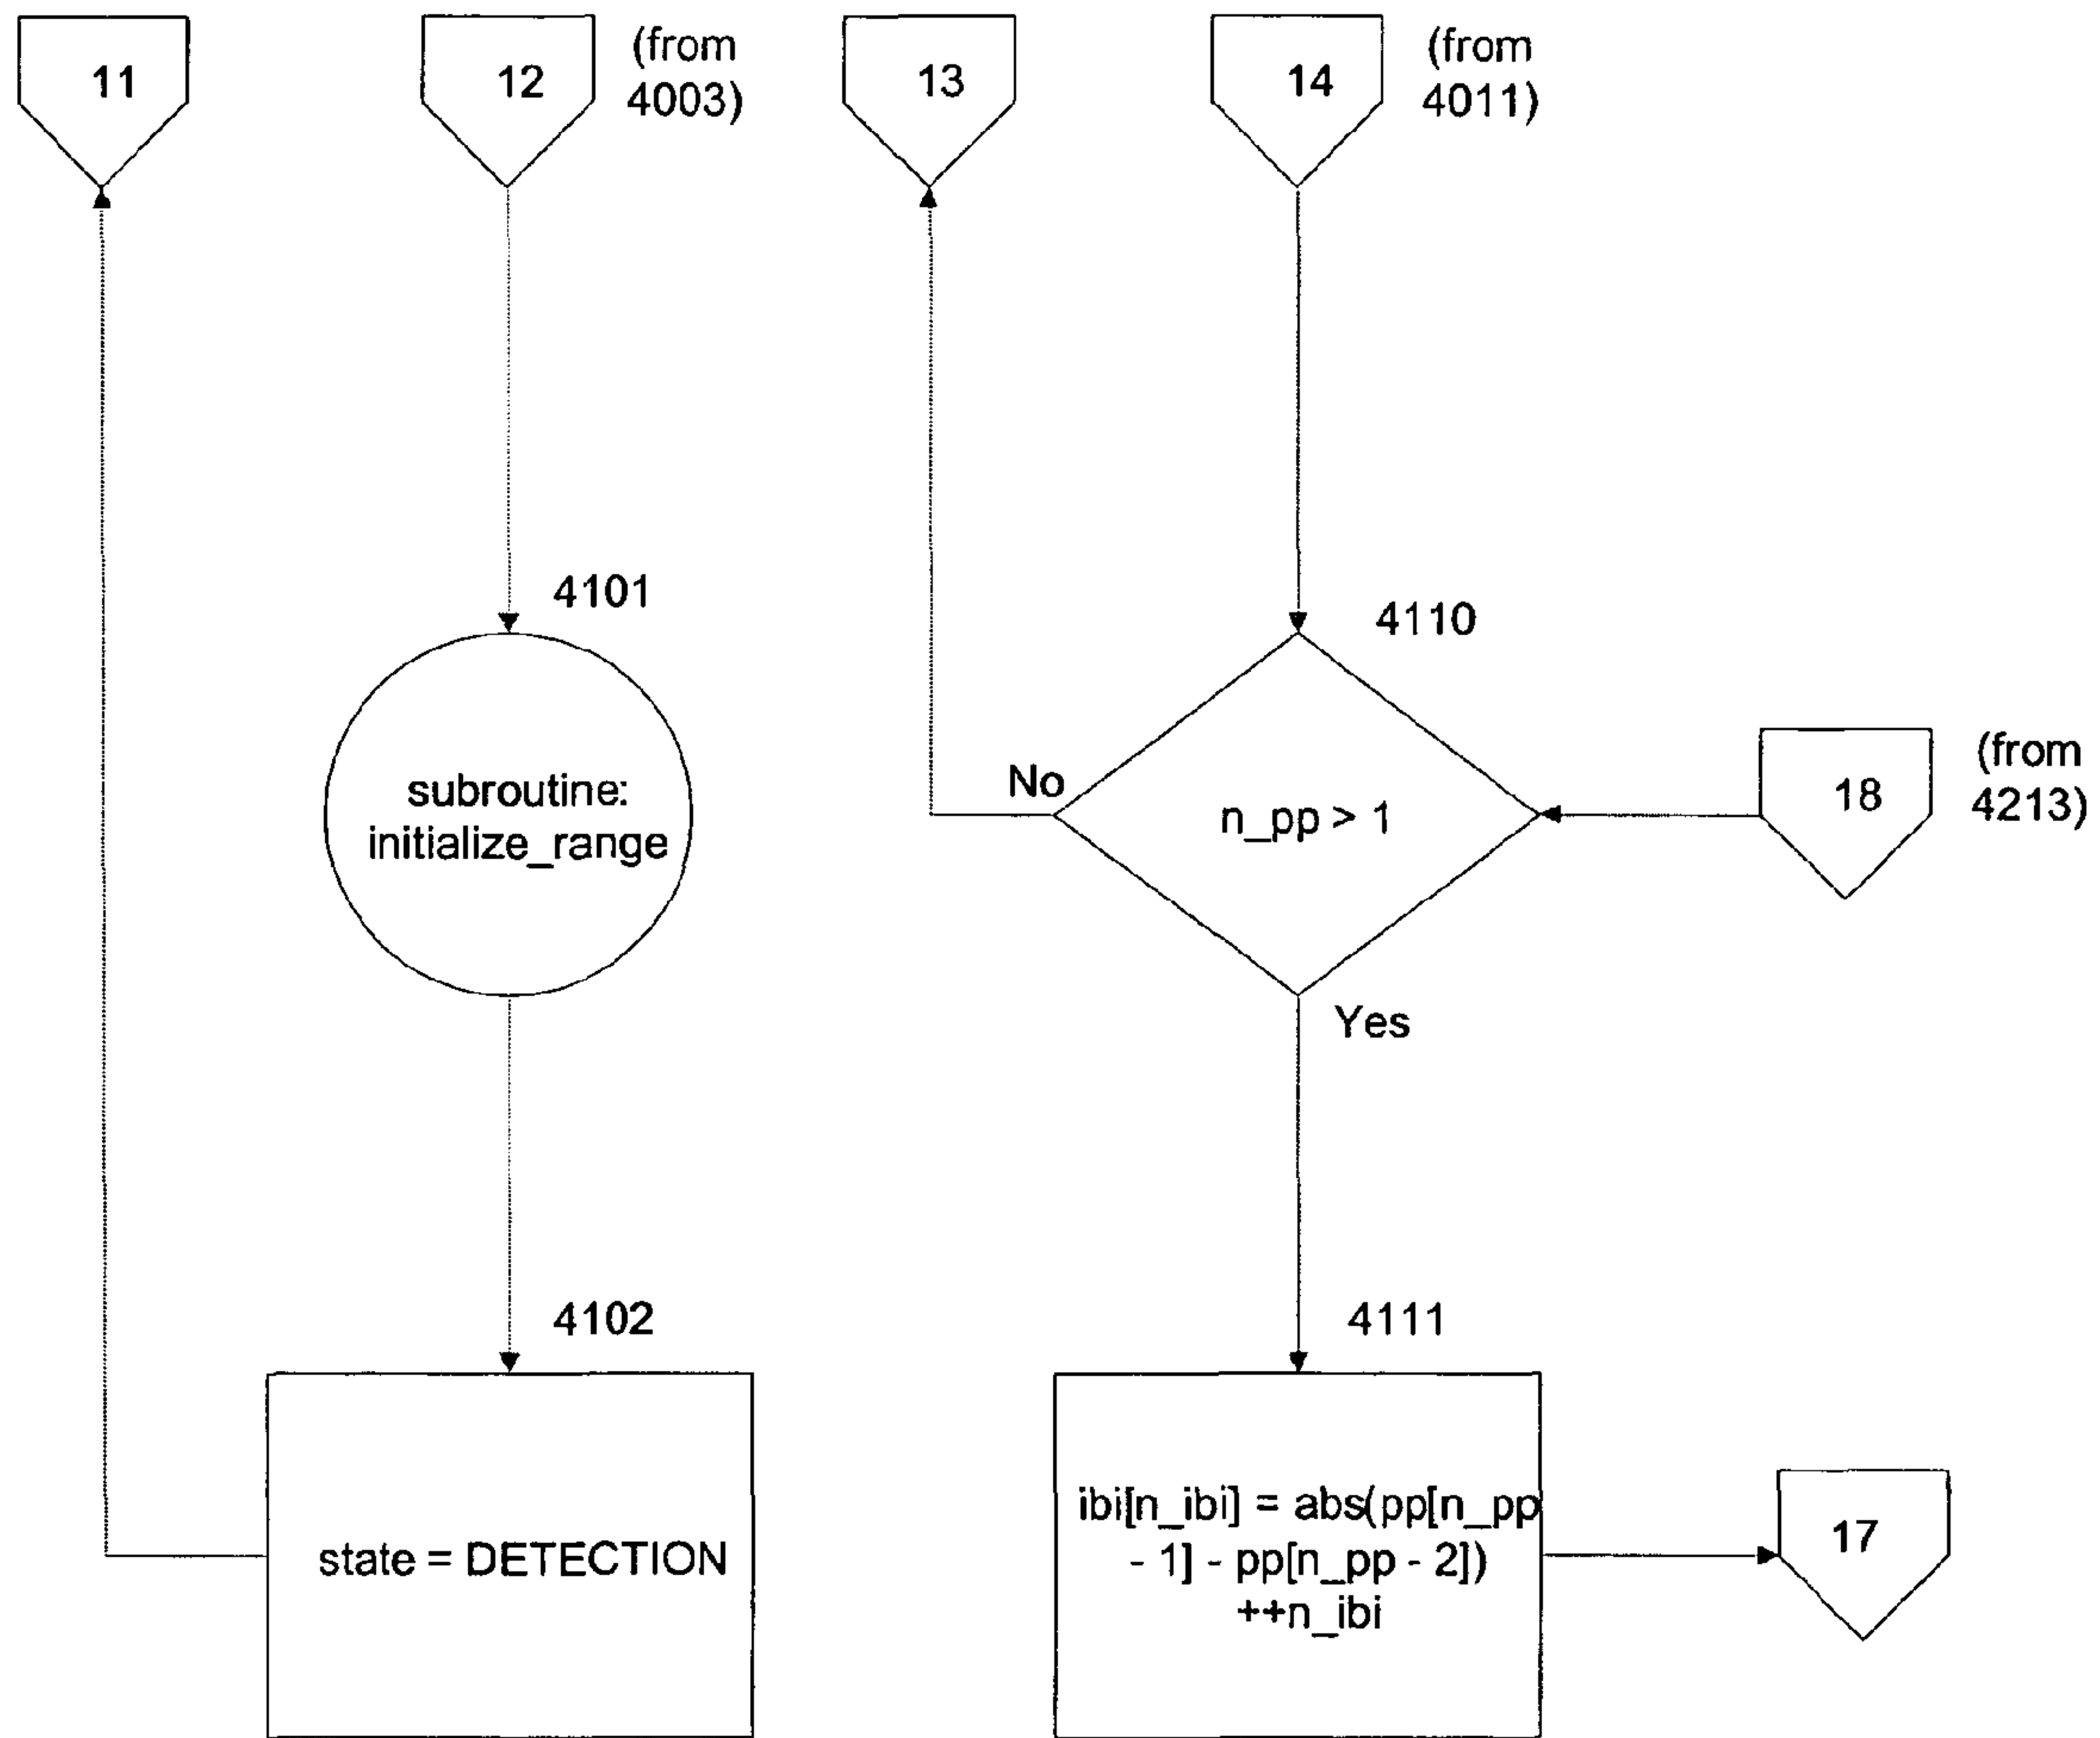 11
12
(from
4003)
13
14
(from
4011)
4101
4110
subroutine:
initialize_range
No
n_pp > 1
18
(from
4213)
Yes
4102
4111
state = DETECTION
ibi[n_ibi] = abs(pp[n_pp
- 1] - pp[n_pp - 2])
++n_ibi
17